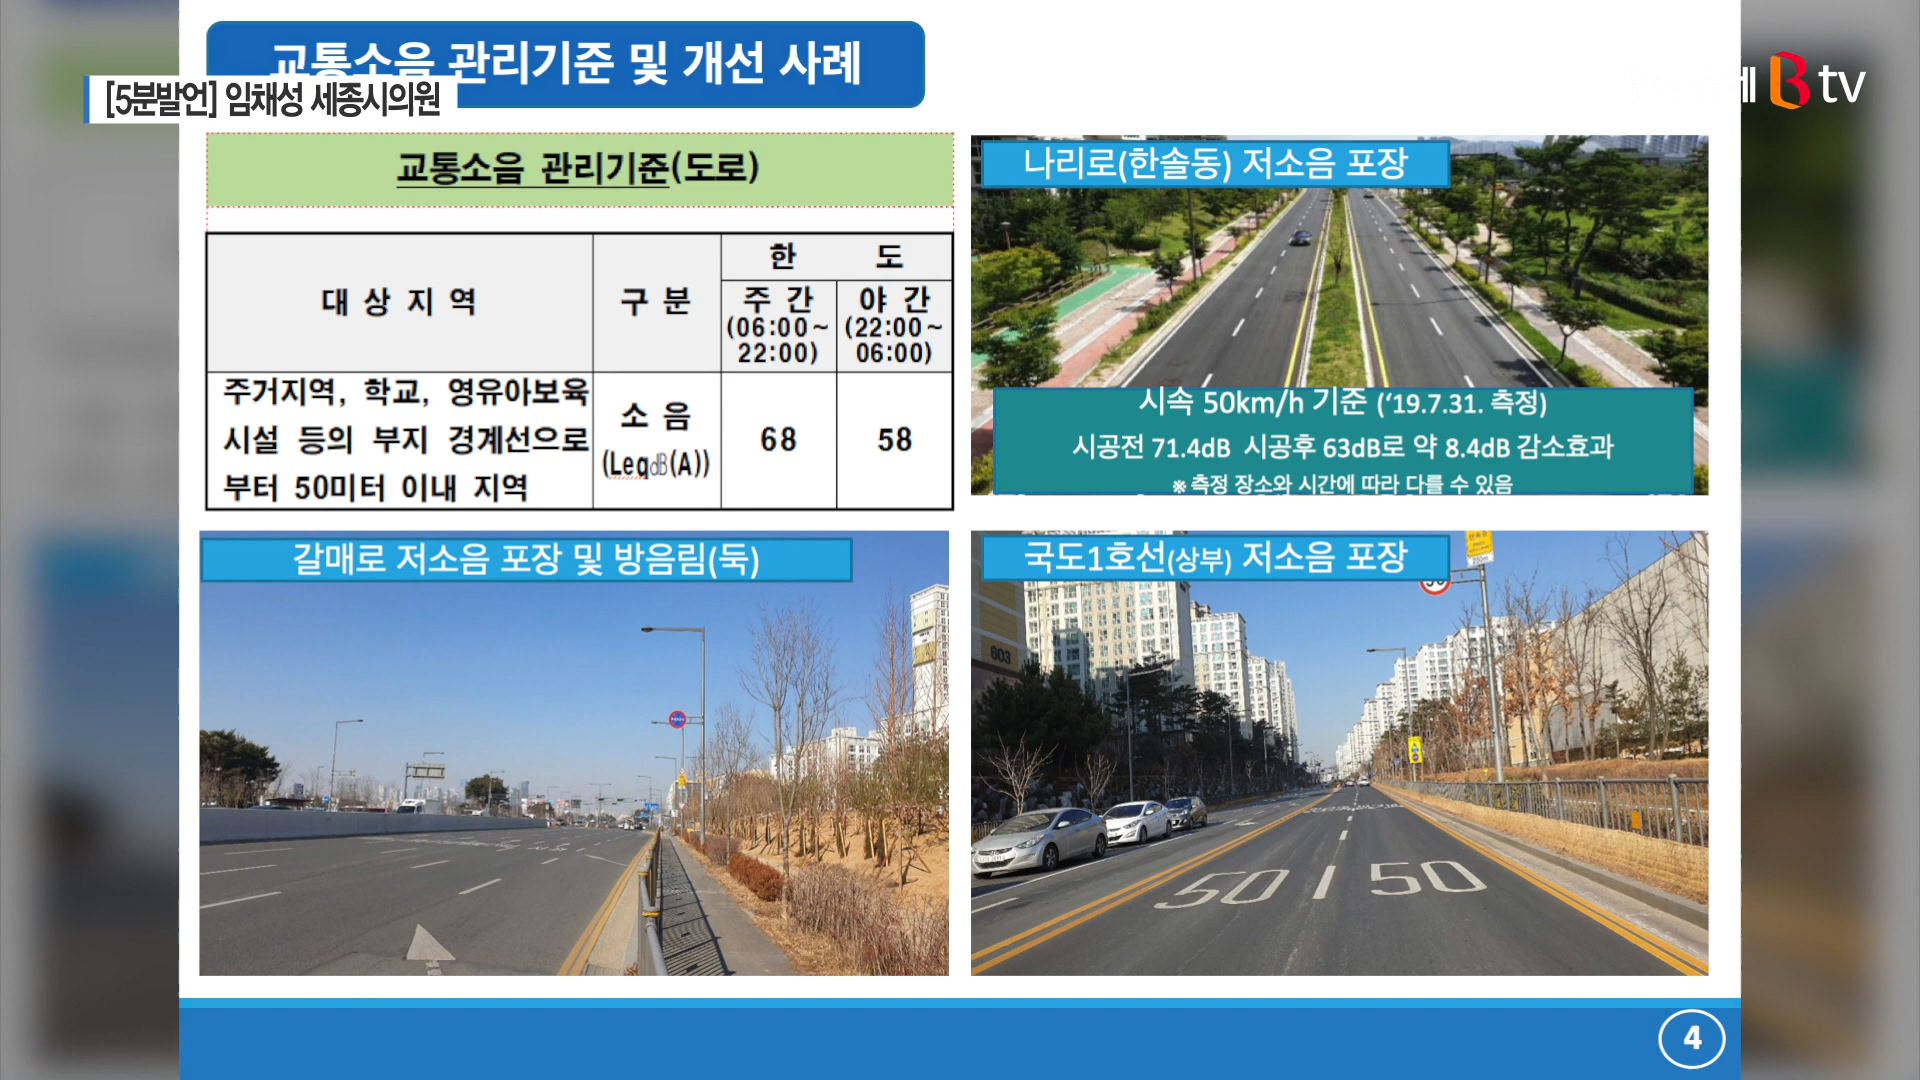 교통소음 관리기준 및 개선 사례
[5분발언] 임채성 세종시의원
B tv
교통소음 관리기준(도로)
대 상 지 역
구 분
한 도
주 간
(06:00~
22:00)
야 간
(22:00~
06:00)
주거지역, 학교, 영유아보육
시설 등의 부지 경계선으로
부터 50미터 이내 지역
소 음
(LeqdB(A))
68
58
나리로(한솔동) 저소음 포장
시속 50km/h 기준 (‘19.7.31. 측정)
시공전 71.4dB 시공후 63dB로 약 8.4dB 감소효과
※ 측정 장소와 시간에 따라 다를 수 있음
갈매로 저소음 포장 및 방음림(둑)
국도1호선(상부) 저소음 포장
603
50 / 50
4